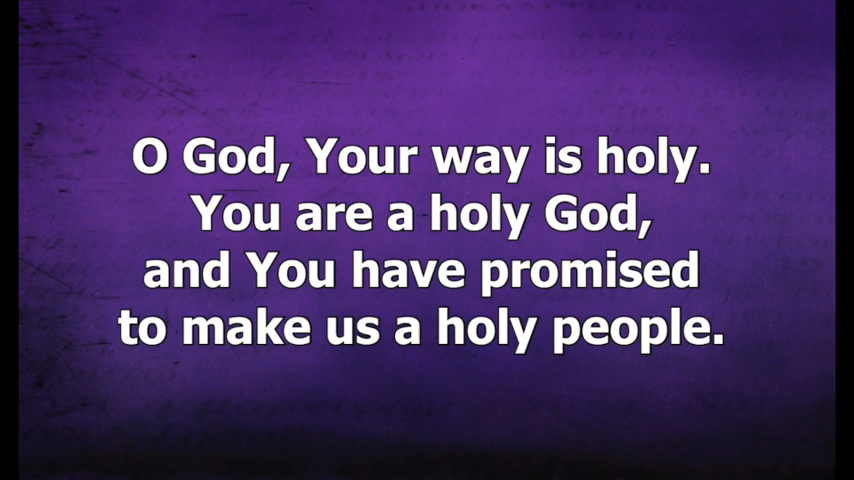 O God, Your way is holy.
You are a holy God,
and You have promised
to make us a holy people.